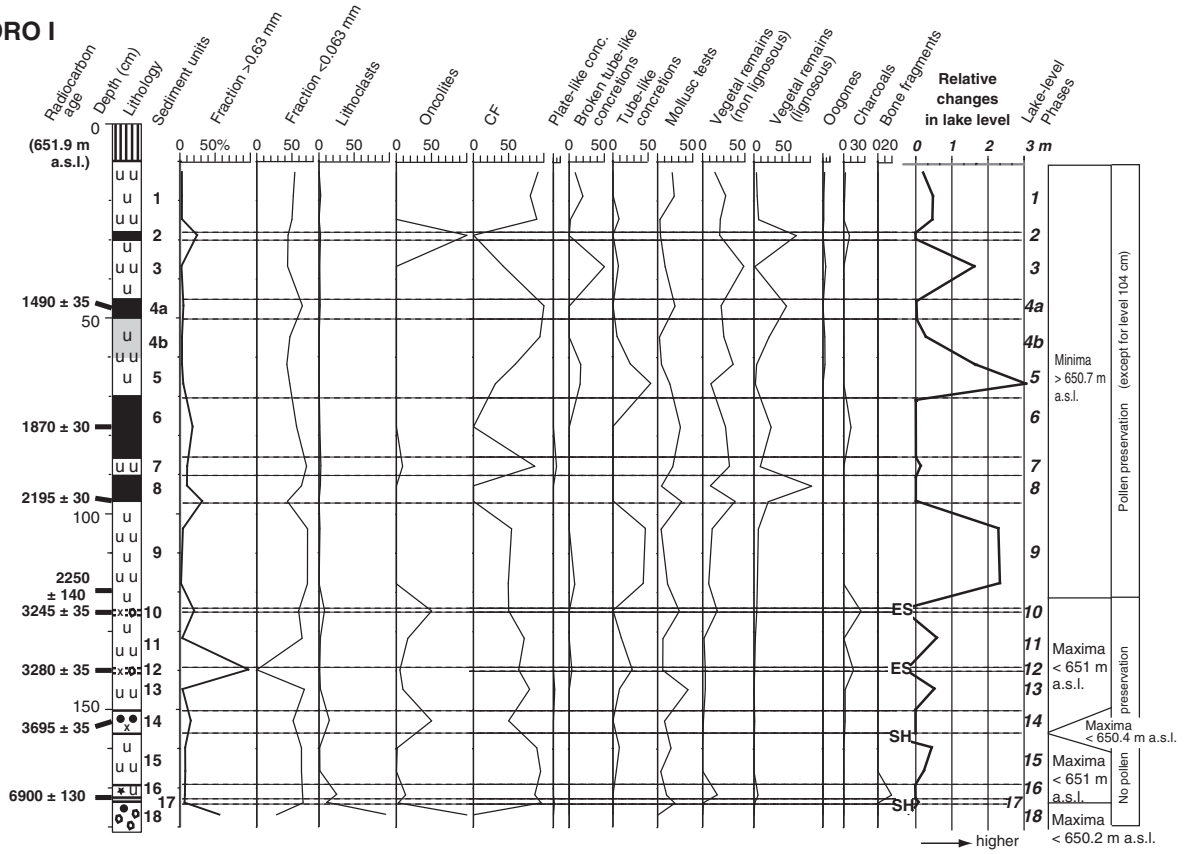 ORO I
Radiocarbon age
Depth (cm)
Lithology
Sediment units
Fraction >0.63 mm
Fraction <0.063 mm
Lithoclasts
Oncolites
CF
Plate-like conc.
Broken tube-like concretions
Tube-like concretions
Mollusc tests
Vegetal remains (non lignosous)
Vegetal remains (lignosous)
Oogones
Charcoals
Bone fragments
Relative changes in lake level
Lake-level Phases
0
(651.9 m a.s.l.)
0 50% 0 50 0 50 0 50 0 50 0 500 50 500 0 50 0 300 20 0 1 2 3 m
u u
u
u u
1
1
2
2
u
u u
u
3
3
1490 ± 35
4a
4a
50
u
4b
4b
u u
u
5
5
Minima > 650.7 m a.s.l.
6
6
1870 ± 30
u u
7
7
8
8
2195 ± 30
100
u
u u
u
u u
u
9
9
2250 ± 140
3245 ± 35
x
10
ES
10
u
u u
11
11
3280 ± 35
x
12
ES
12
u u
13
13
Maxima < 651 m a.s.l.
150
x
14
14
3695 ± 35
SH
Maxima < 650.4 m a.s.l.
u
u u
15
15
Maxima < 651 m a.s.l.
u
16
16
6900 ± 130
17
SH
17
18
18
Maxima < 650.2 m a.s.l.
higher
Pollen preservation (except for level 104 cm)
No pollen preservation